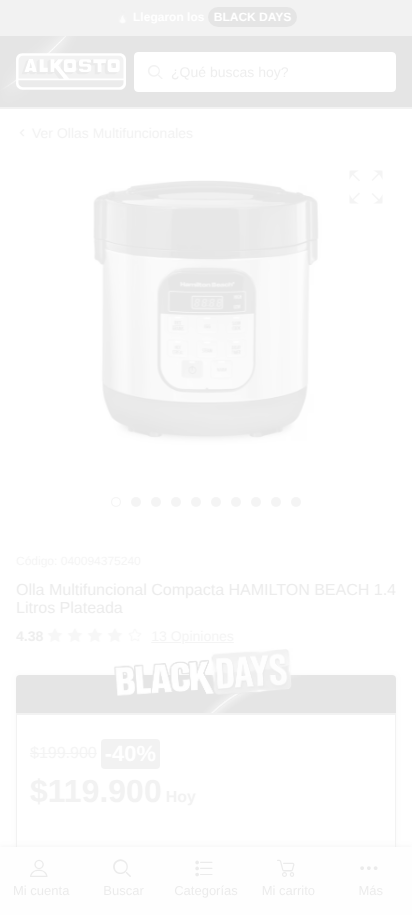 Llegaron los BLACK DAYS
ALKOSTO
¿Qué buscas hoy?
Ver Ollas Multifuncionales
Hamilton Beach
Código: 040094375240
Olla Multifuncional Compacta HAMILTON BEACH 1.4
Litros Plateada
4.38 13 Opiniones
BLACK DAYS
$199.900 -40%
$119.900 Hoy
Mi cuenta Buscar Categorías Mi carrito Más